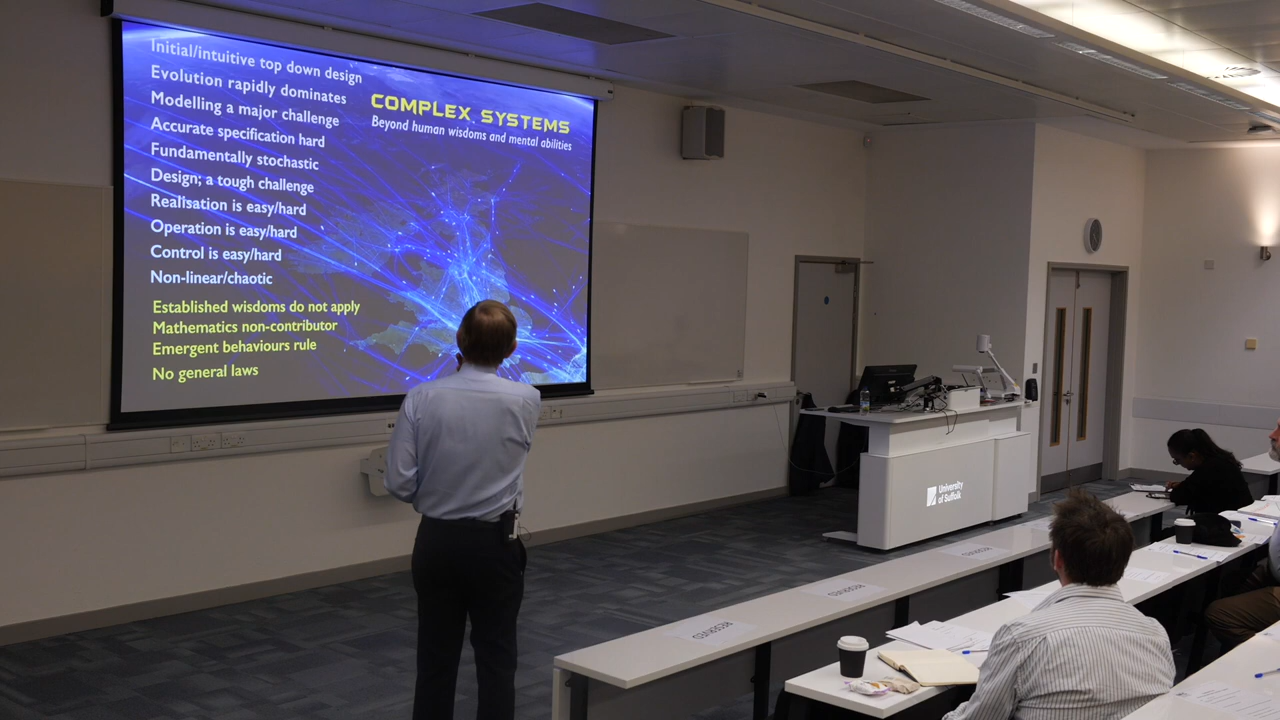 Initial/intuitive top down design
Evolution rapidly dominates
Modelling a major challenge
Accurate specification hard
Fundamentally stochastic
Design; a tough challenge
Realisation is easy/hard
Operation is easy/hard
Control is easy/hard
Non-linear/chaotic
Established wisdoms do not apply
Mathematics non-contributor
Emergent behaviours rule
No general laws
COMPLEX SYSTEMS
Beyond human wisdoms and mental abilities
University
of Suffolk
RESERVED
RESERVED
RESERVED